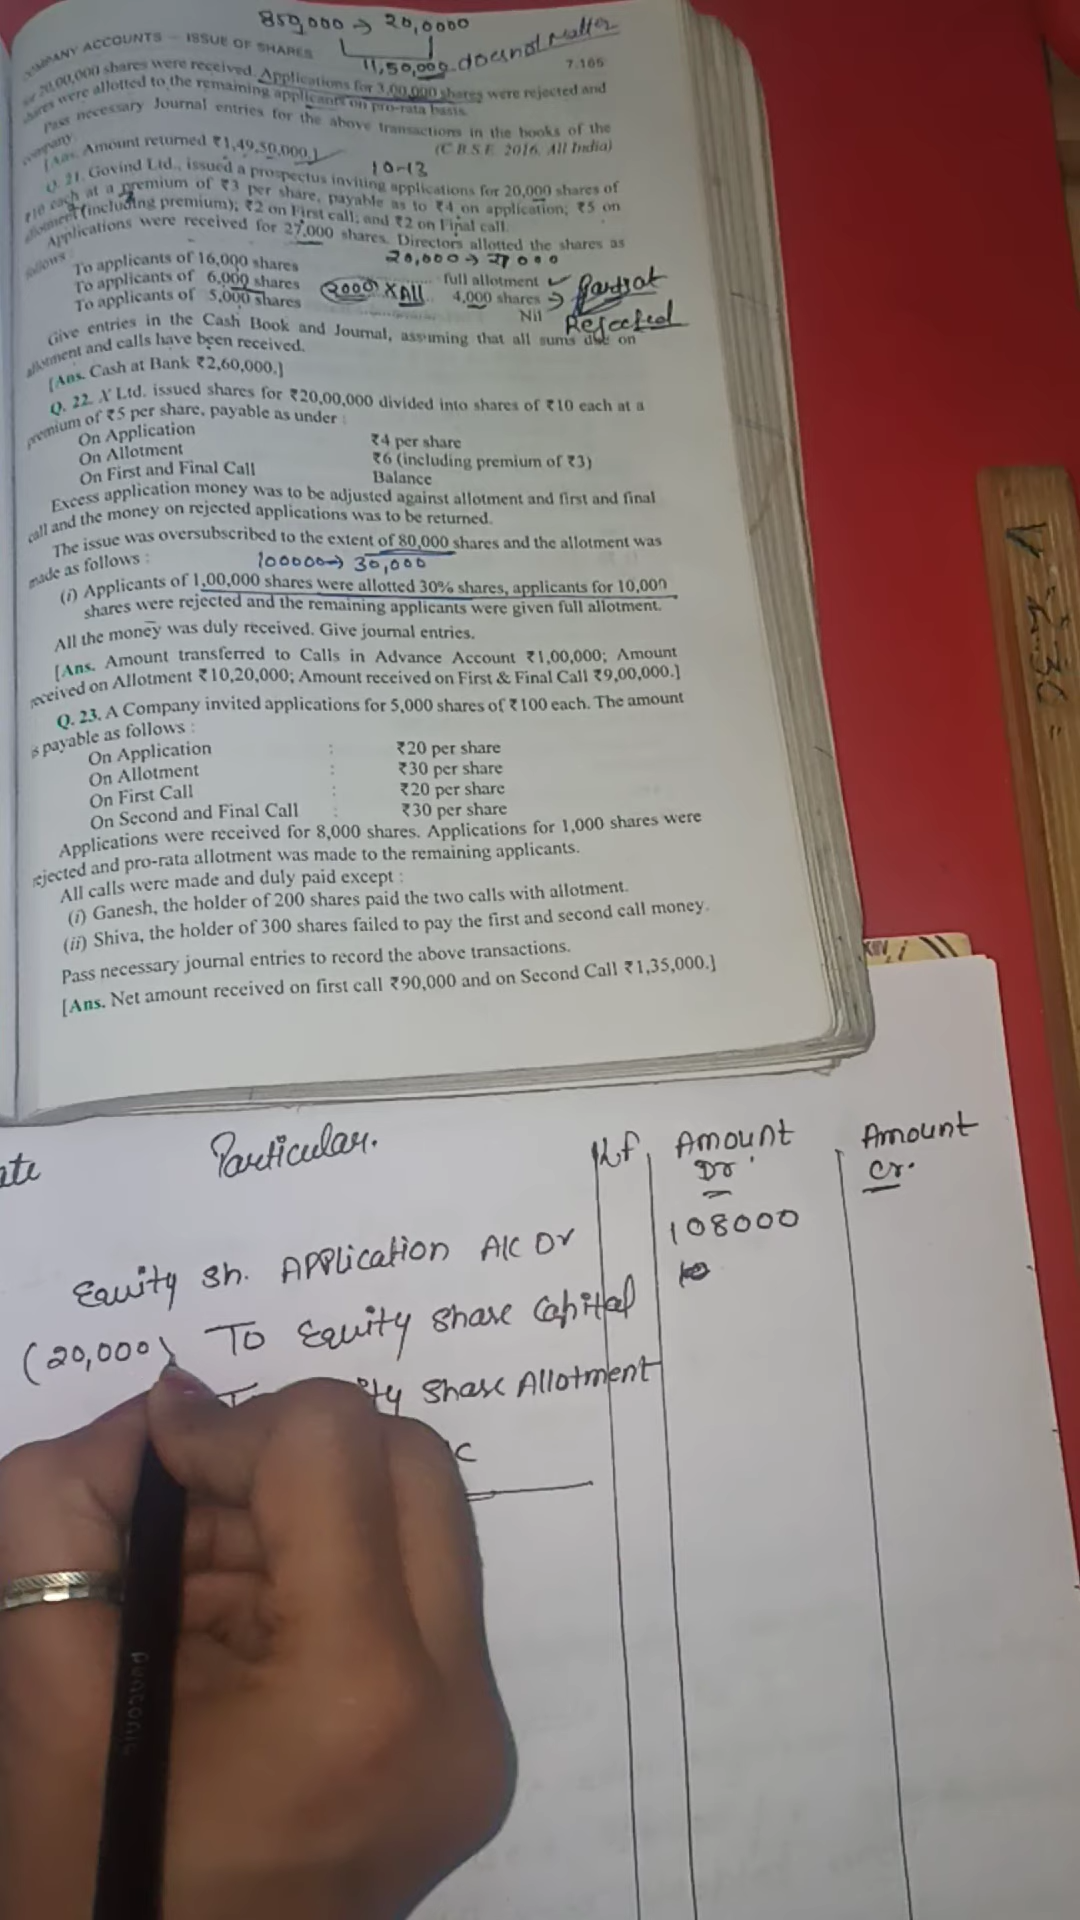 850,000 → 20,0000
COMPANY ACCOUNTS – ISSUE OF SHARES
11,50,000 does not Matter
7.165
for 20,00,000 shares were received. Applications for 3,00,000 shares were rejected and
shares were allotted to the remaining applicants on pro-rata basis.
Pass necessary Journal entries for the above transactions in the books of the
company.
(C.B.S.E. 2016, All India)
[Ans. Amount returned ₹1,49,50,000.]
10-13
Q. 21. Govind Ltd., issued a prospectus inviting applications for 20,000 shares of
₹10 each at a premium of ₹3 per share, payable as to ₹4 on application; ₹5 on
allotment (including premium); ₹2 on First call; and ₹2 on Final call.
Applications were received for 27,000 shares. Directors allotted the shares as
follows :
20,000 → 27000
To applicants of 16,000 shares full allotment
To applicants of 6,000 shares (2000) X All 4,000 shares →
To applicants of 5,000 shares Nil Rejected
Give entries in the Cash Book and Journal, assuming that all sums due on
allotment and calls have been received.
[Ans. Cash at Bank ₹2,60,000.]
Q. 22. X Ltd. issued shares for ₹20,00,000 divided into shares of ₹10 each at a
premium of ₹5 per share, payable as under :
On Application ₹4 per share
On Allotment ₹6 (including premium of ₹3)
On First and Final Call Balance
Excess application money was to be adjusted against allotment and first and final
call and the money on rejected applications was to be returned.
The issue was oversubscribed to the extent of 80,000 shares and the allotment was
made as follows :
100000→ 30,000
(i) Applicants of 1,00,000 shares were allotted 30% shares, applicants for 10,000
shares were rejected and the remaining applicants were given full allotment.
All the money was duly received. Give journal entries.
[Ans. Amount transferred to Calls in Advance Account ₹1,00,000; Amount
received on Allotment ₹10,20,000; Amount received on First & Final Call ₹9,00,000.]
Q. 23. A Company invited applications for 5,000 shares of ₹100 each. The amount
is payable as follows :
On Application : ₹20 per share
On Allotment : ₹30 per share
On First Call : ₹20 per share
On Second and Final Call : ₹30 per share
Applications were received for 8,000 shares. Applications for 1,000 shares were
rejected and pro-rata allotment was made to the remaining applicants.
All calls were made and duly paid except :
(i) Ganesh, the holder of 200 shares paid the two calls with allotment.
(ii) Shiva, the holder of 300 shares failed to pay the first and second call money.
Pass necessary journal entries to record the above transactions.
[Ans. Net amount received on first call ₹90,000 and on Second Call ₹1,35,000.]
ate Particular. Lf Amount Dr. Amount Cr.
Equity Sh. Application A/c Dr 108000
(20,000) To Equity Share Capital
ity Share Allotment